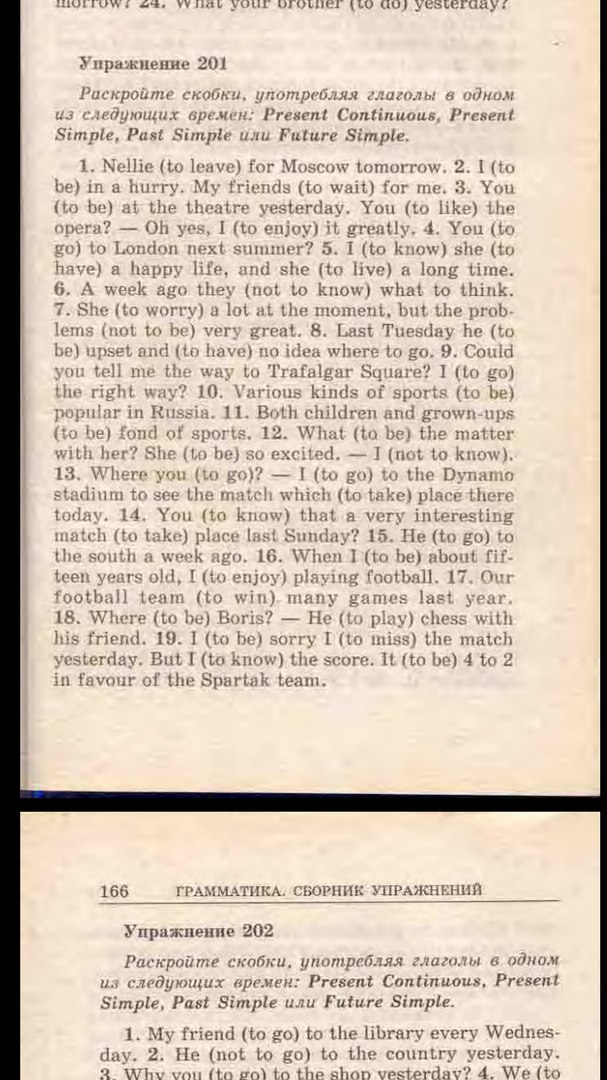 morrow? 24. What your brother (to do) yesterday?
Упражнение 201
Раскройте скобки, употребляя глаголы в одном
из следующих времен: Present Continuous, Present
Simple, Past Simple или Future Simple.
1. Nellie (to leave) for Moscow tomorrow. 2. I (to
be) in a hurry. My friends (to wait) for me. 3. You
(to be) at the theatre yesterday. You (to like) the
opera? — Oh yes, I (to enjoy) it greatly. 4. You (to
go) to London next summer? 5. I (to know) she (to
have) a happy life, and she (to live) a long time.
6. A week ago they (not to know) what to think.
7. She (to worry) a lot at the moment, but the prob-
lems (not to be) very great. 8. Last Tuesday he (to
be) upset and (to have) no idea where to go. 9. Could
you tell me the way to Trafalgar Square? I (to go)
the right way? 10. Various kinds of sports (to be)
popular in Russia. 11. Both children and grown-ups
(to be) fond of sports. 12. What (to be) the matter
with her? She (to be) so excited. — I (not to know).
13. Where you (to go)? — I (to go) to the Dynamo
stadium to see the match which (to take) place there
today. 14. You (to know) that a very interesting
match (to take) place last Sunday? 15. He (to go) to
the south a week ago. 16. When I (to be) about fif-
teen years old, I (to enjoy) playing football. 17. Our
football team (to win) many games last year.
18. Where (to be) Boris? — He (to play) chess with
his friend. 19. I (to be) sorry I (to miss) the match
yesterday. But I (to know) the score. It (to be) 4 to 2
in favour of the Spartak team.
166 ГРАММАТИКА. СБОРНИК УПРАЖНЕНИЙ
Упражнение 202
Раскройте скобки, употребляя глаголы в одном
из следующих времен: Present Continuous, Present
Simple, Past Simple или Future Simple.
1. My friend (to go) to the library every Wednes-
day. 2. He (not to go) to the country yesterday.
3. Why you (to go) to the shop yesterday? 4. We (to